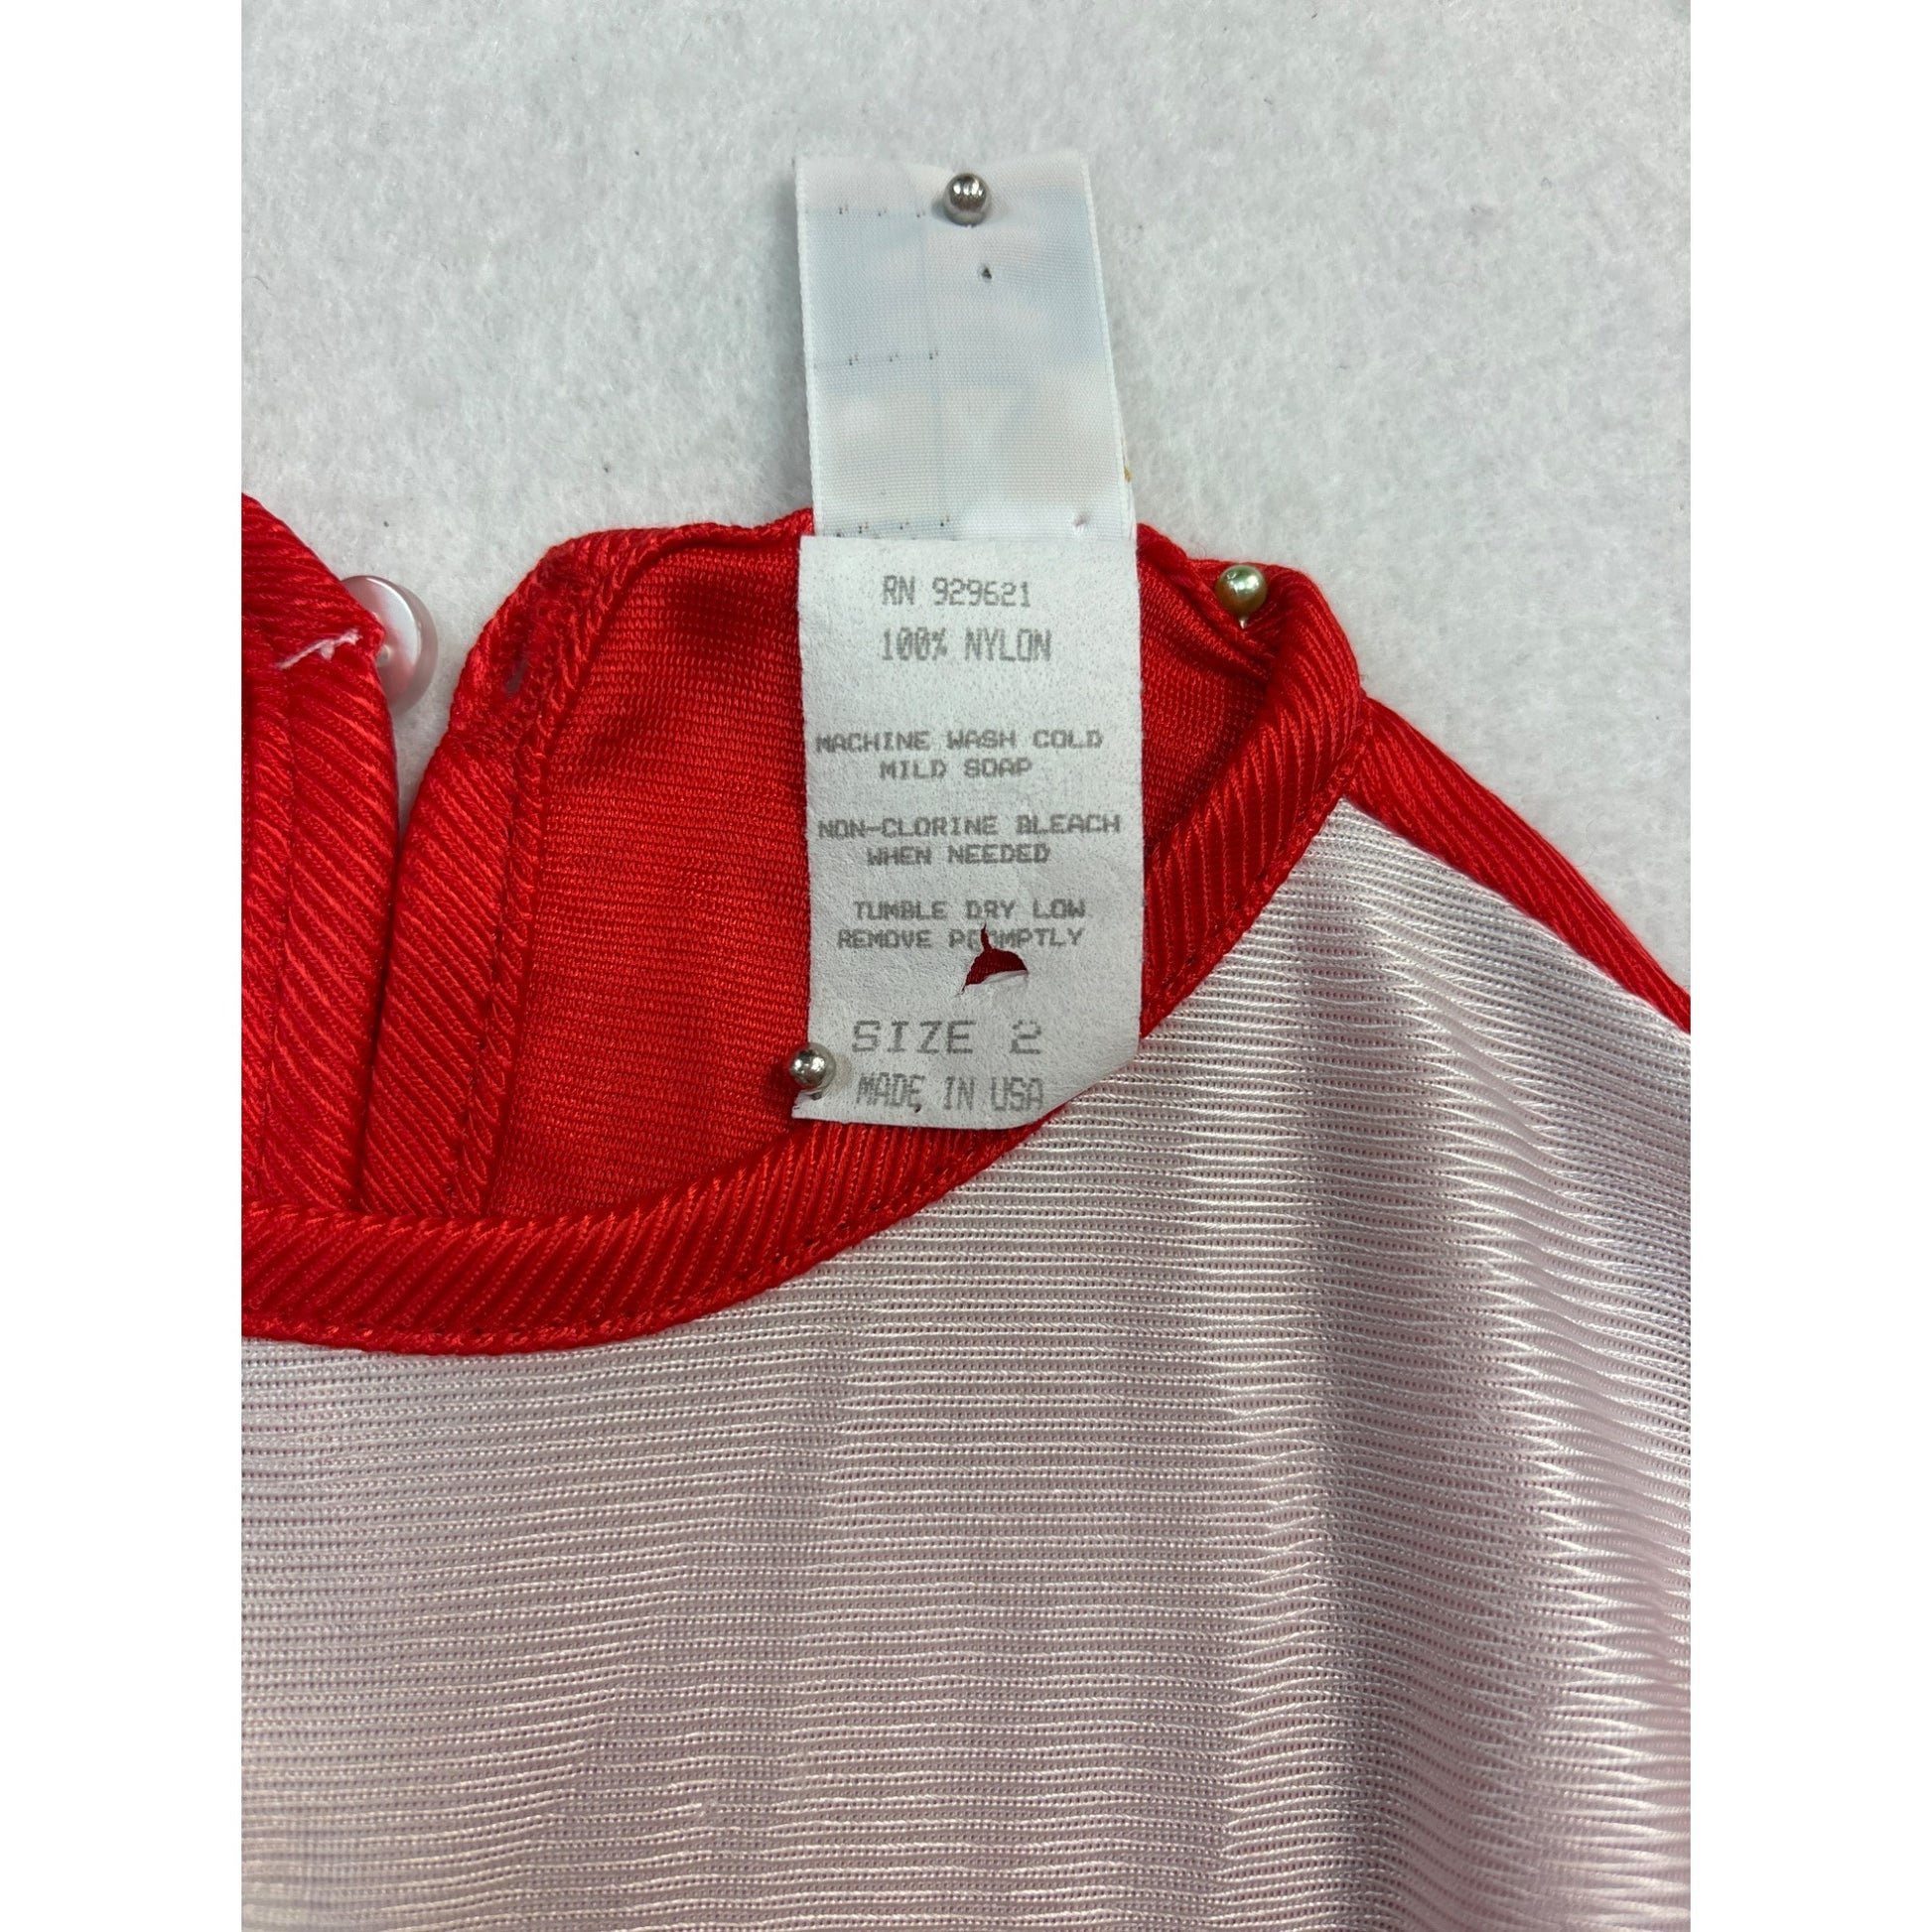 RN 929621
100% NYLON
MACHINE WASH COLD
MILD SOAP
NON-CLORINE BLEACH
WHEN NEEDED
TUMBLE DRY LOW
REMOVE PROMPTLY
SIZE 2
MADE IN USA